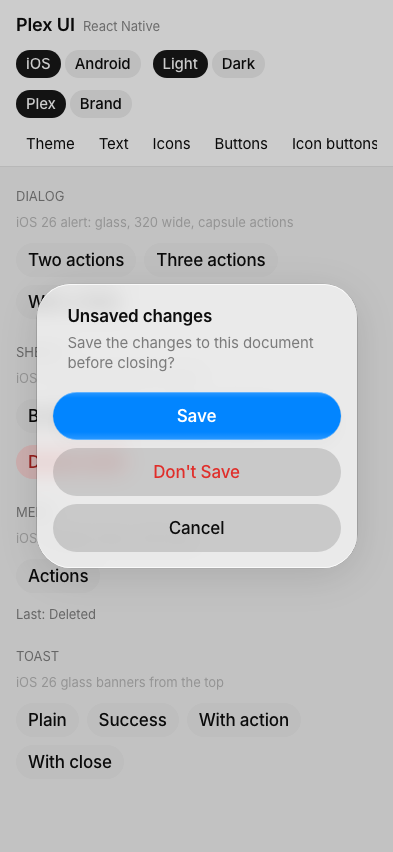 Plex UI React Native
iOS Android Light Dark
Plex Brand
Theme Text Icons Buttons Icon buttons
DIALOG
iOS 26 alert: glass, 320 wide, capsule actions
Two actions Three actions
Unsaved changes
Save the changes to this document
before closing?
Save
Don't Save
Cancel
Actions
Last: Deleted
TOAST
iOS 26 glass banners from the top
Plain Success With action
With close